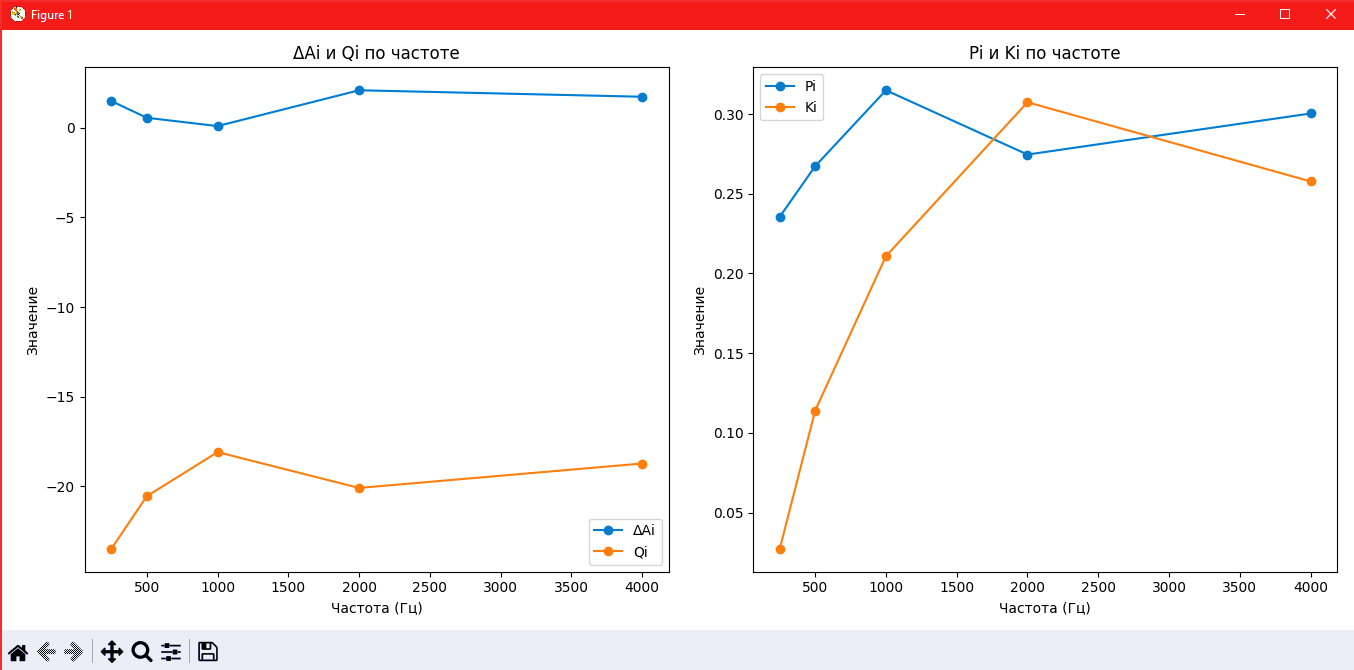 Figure 1
ΔAi и Qi по частоте
Значение
0
−5
−10
−15
−20
500 1000 1500 2000 2500 3000 3500 4000
Частота (Гц)
ΔAi
Qi
Pi и Ki по частоте
Значение
0.30
0.25
0.20
0.15
0.10
0.05
500 1000 1500 2000 2500 3000 3500 4000
Частота (Гц)
Pi
Ki